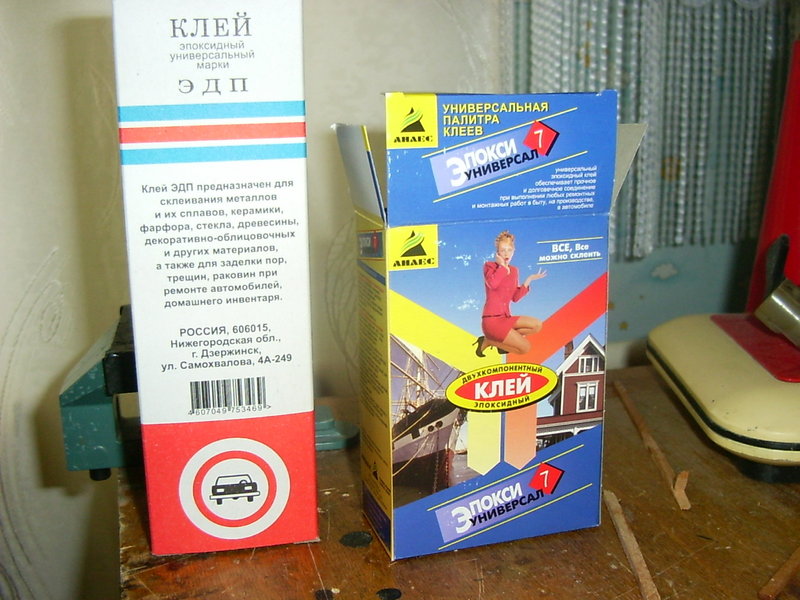 КЛЕЙ
эпоксидный
универсальный
марки
ЭДП
Клей ЭДП предназначен для
склеивания металлов
и их сплавов, керамики,
фарфора, стекла, древесины,
декоративно-облицовочных
и других материалов,
а также для заделки пор,
трещин, раковин при
ремонте автомобилей,
домашнего инвентаря.
РОССИЯ, 606015,
Нижегородская обл.,
г. Дзержинск,
ул. Самохвалова, 4А-249
4607049 753469 >
АНЛЕС
УНИВЕРСАЛЬНАЯ
ПАЛИТРА
КЛЕЕВ
ЭПОКСИ 7
УНИВЕРСАЛ
универсальный
эпоксидный клей
обеспечивает прочное
и долговечное соединение
при выполнении любых ремонтных
и монтажных работ в быту, на производстве,
в автомобиле
АНЛЕС
ВСЕ, Все
можно склеить
ДВУХКОМПОНЕНТНЫЙ
КЛЕЙ
ЭПОКСИДНЫЙ
ЭПОКСИ 7
УНИВЕРСАЛ